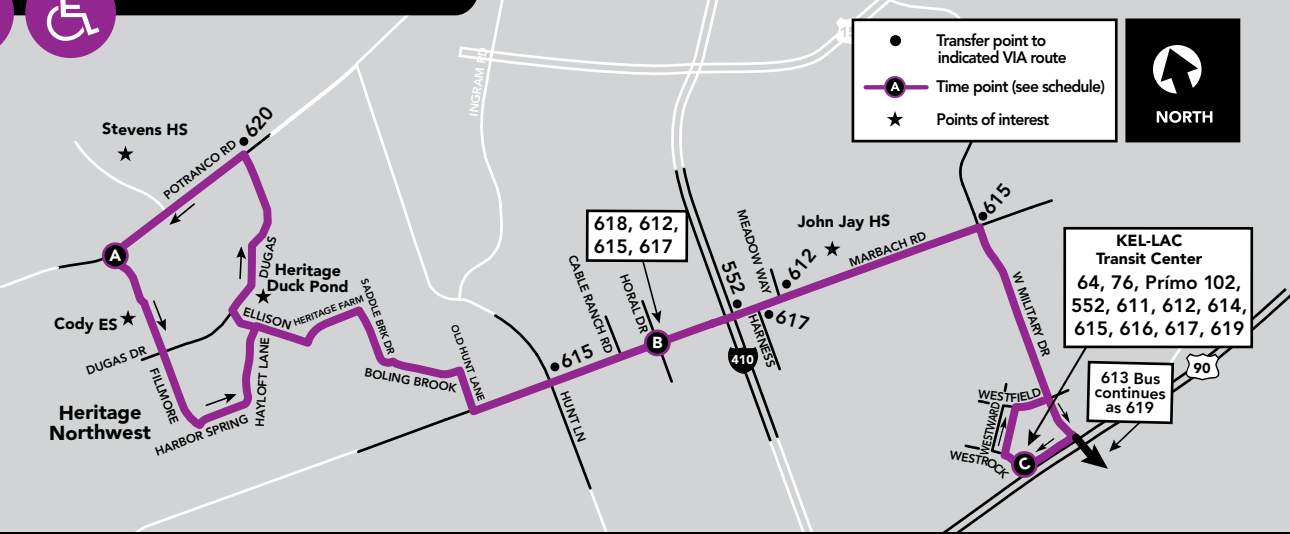 Transfer point to
indicated VIA route
A
Time point (see schedule)
Points of interest
NORTH
Stevens HS
620
POTRANCO RD
INGRAM RD
A
DUGAS
Heritage
Duck Pond
Cody ES
DUGAS DR
FILLMORE
Heritage
Northwest
HARBOR SPRING
HAYLOFT LANE
ELLISON
HERITAGE FARM
SADDLE BRK DR
BOLING BROOK
OLD HUNT LANE
615
HUNT LN
CABLE RANCH RD
HORAL DR
618, 612,
615, 617
B
552
410
MEADOW WAY
HARNESS
612
617
John Jay HS
MARBACH RD
615
W MILITARY DR
KEL-LAC
Transit Center
64, 76, Prímo 102,
552, 611, 612, 614,
615, 616, 617, 619
90
613 Bus
continues
as 619
WESTFIELD
WESTWARD
WESTROCK
C